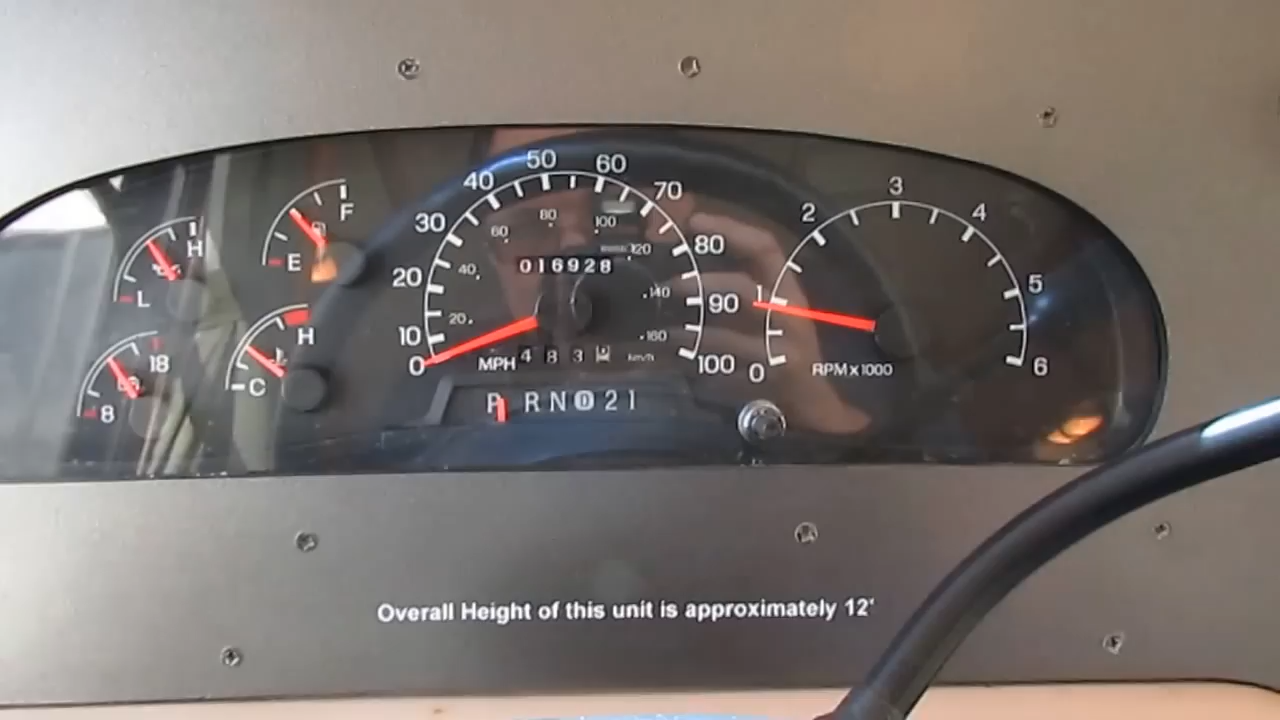 50 60
40 70
30 80
20 90
10 100
0
80 100
60 120
40 140
20 160
016928
MPH 4 8 3
km/h
P R N D 2 1
F
E
H
L
H
C
18
8
3
2 4
1 5
0 6
RPMx1000
Overall Height of this unit is approximately 12'